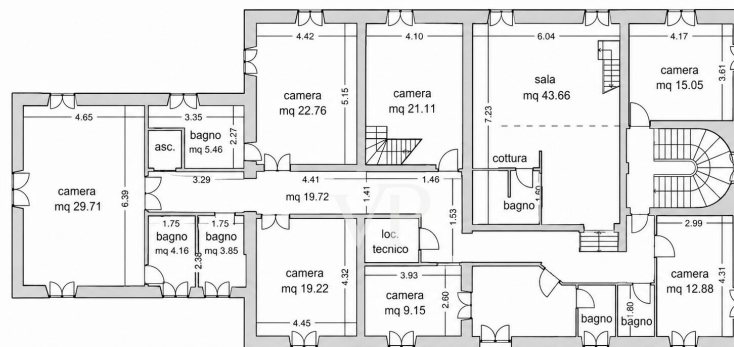 4.42
4.10
6.04
4.17
camera
mq 22.76
5.15
camera
mq 21.11
sala
mq 43.66
7.23
camera
mq 15.05
3.61
4.65
3.35
bagno
mq 5.46
2.27
asc.
camera
mq 29.71
6.39
3.29
4.41
mq 19.72
1.41
1.46
cottura
bagno
1.60
1.53
VP
1.75
bagno
mq 4.16
2.38
1.75
bagno
mq 3.85
camera
mq 19.22
4.32
4.45
loc.
tecnico
3.93
camera
mq 9.15
2.60
2.99
camera
mq 12.88
4.31
bagno
bagno
1.80